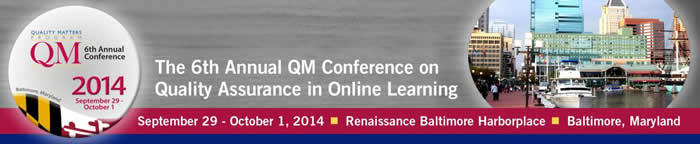 QUALITY MATTERS
PROGRAM
QM 6th Annual
Conference
2014
September 29 -
October 1
Baltimore, Maryland
The 6th Annual QM Conference on
Quality Assurance in Online Learning
September 29 - October 1, 2014 ■ Renaissance Baltimore Harborplace ■ Baltimore, Maryland